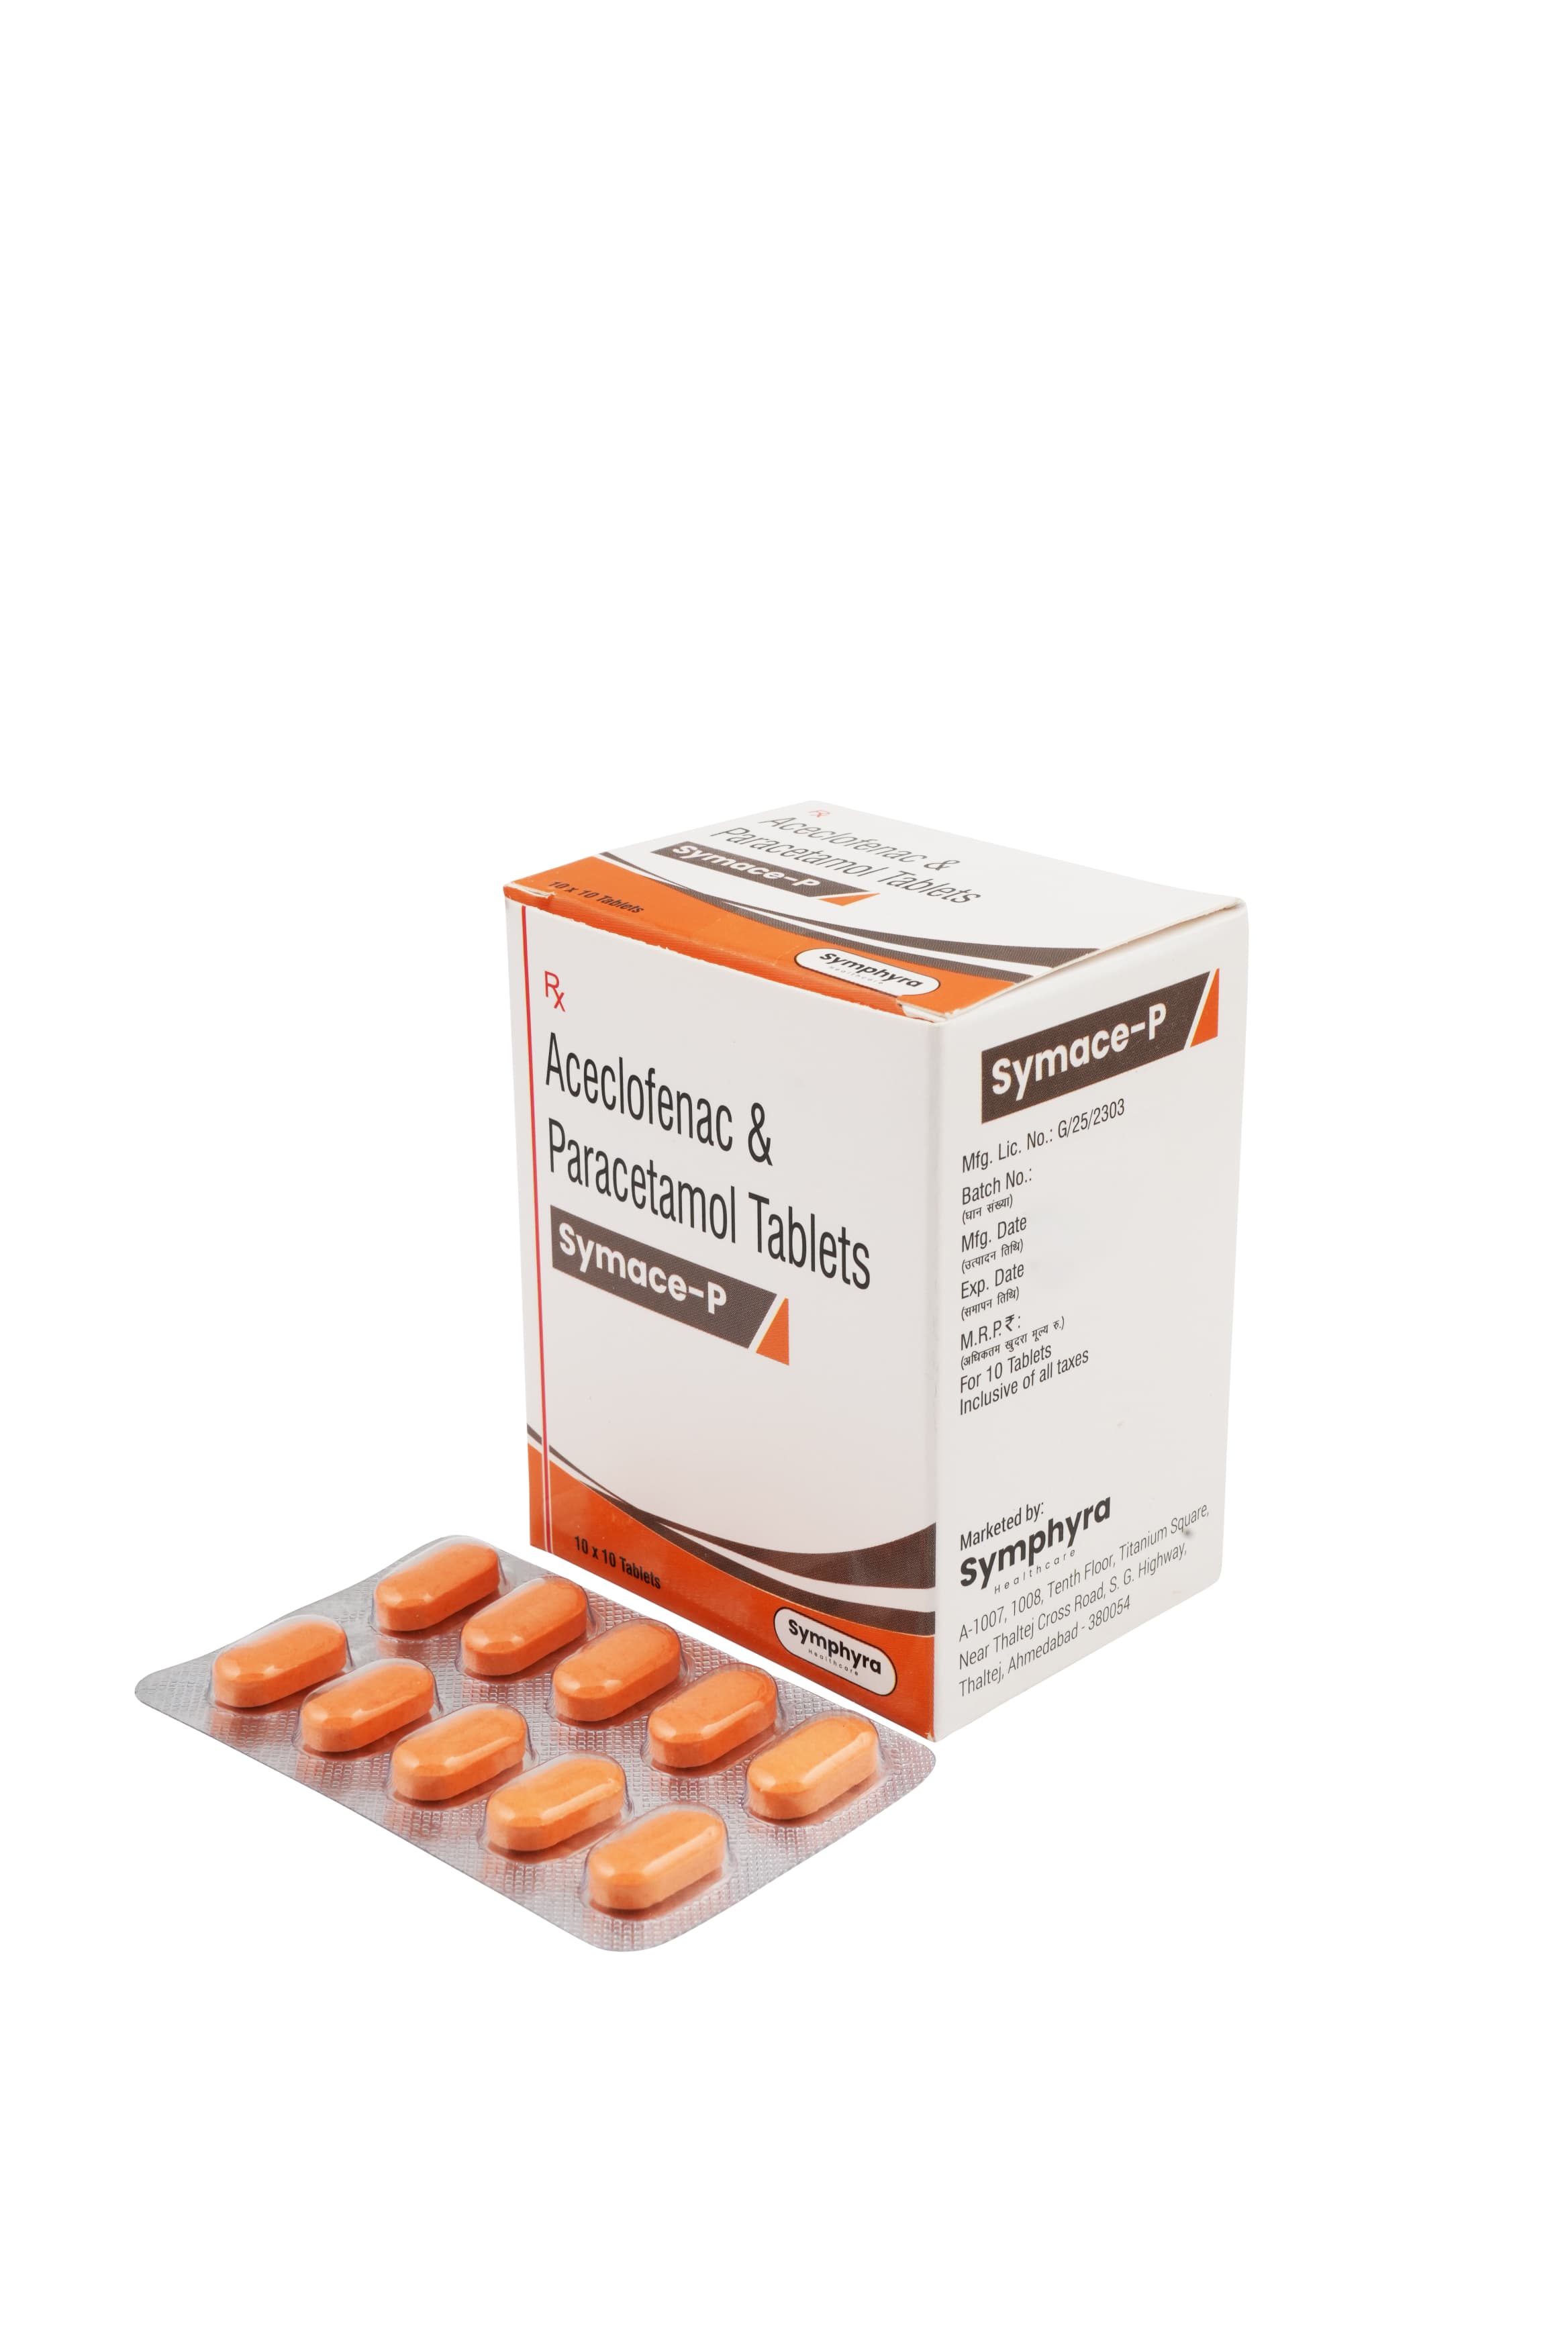 Rx
Aceclofenac &
Paracetamol Tablets
Symace-P
10 x 10 Tablets
Symphyra
Healthcare
Rx
Aceclofenac &
Paracetamol Tablets
Symace-P
10 x 10 Tablets
Symphyra
Healthcare
Symace-P
Mfg. Lic. No.: G/25/2303
Batch No.:
(घान संख्या)
Mfg. Date
(उत्पादन तिथि)
Exp. Date
(समापन तिथि)
M.R.P.₹:
(अधिकतम खुदरा मूल्य रु.)
For 10 Tablets
Inclusive of all taxes
Marketed by:
Symphyra
Healthcare
A-1007, 1008, Tenth Floor, Titanium Square,
Near Thaltej Cross Road, S. G. Highway,
Thaltej, Ahmedabad - 380054